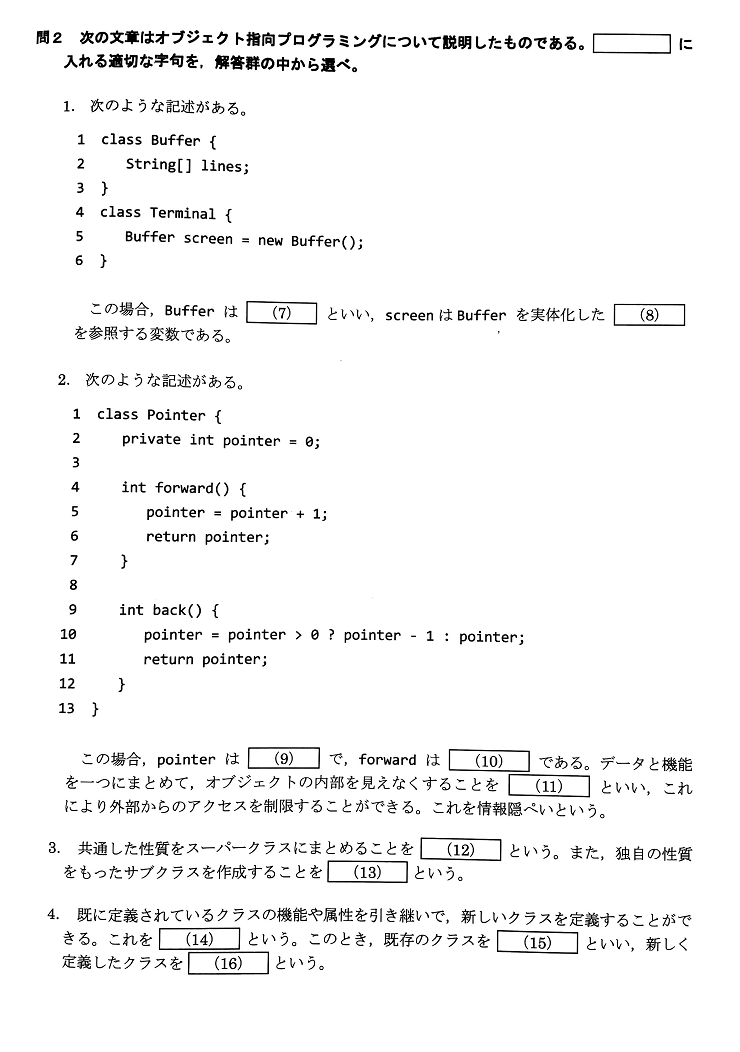 問2 次の文章はオブジェクト指向プログラミングについて説明したものである。 に
入れる適切な字句を，解答群の中から選べ。
1. 次のような記述がある。
1 class Buffer {
2 String[] lines;
3 }
4 class Terminal {
5 Buffer screen = new Buffer();
6 }
この場合，Buffer は (7) といい，screen は Buffer を実体化した (8)
を参照する変数である。
2. 次のような記述がある。
1 class Pointer {
2 private int pointer = 0;
3
4 int forward() {
5 pointer = pointer + 1;
6 return pointer;
7 }
8
9 int back() {
10 pointer = pointer > 0 ? pointer - 1 : pointer;
11 return pointer;
12 }
13 }
この場合，pointer は (9) で，forward は (10) である。データと機能
を一つにまとめて，オブジェクトの内部を見えなくすることを (11) といい，これ
により外部からのアクセスを制限することができる。これを情報隠ぺいという。
3. 共通した性質をスーパークラスにまとめることを (12) という。また，独自の性質
をもったサブクラスを作成することを (13) という。
4. 既に定義されているクラスの機能や属性を引き継いで，新しいクラスを定義することがで
きる。これを (14) という。このとき，既存のクラスを (15) といい，新しく
定義したクラスを (16) という。